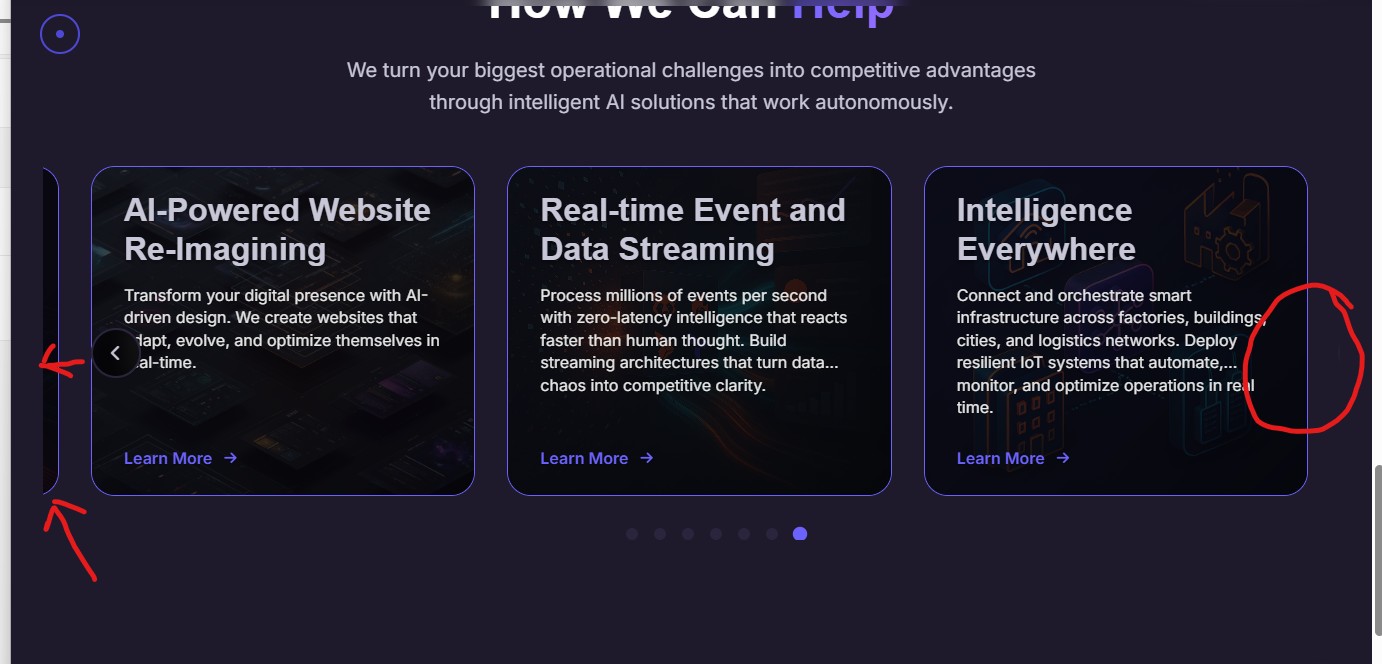 How We Can Help
We turn your biggest operational challenges into competitive advantages
through intelligent AI solutions that work autonomously.
AI-Powered Website
Re-Imagining
Transform your digital presence with AI-
driven design. We create websites that
dapt, evolve, and optimize themselves in
al-time.
Learn More →
Real-time Event and
Data Streaming
Process millions of events per second
with zero-latency intelligence that reacts
faster than human thought. Build
streaming architectures that turn data...
chaos into competitive clarity.
Learn More →
Intelligence
Everywhere
Connect and orchestrate smart
infrastructure across factories, buildings,
cities, and logistics networks. Deploy
resilient IoT systems that automate,...
monitor, and optimize operations in real
time.
Learn More →